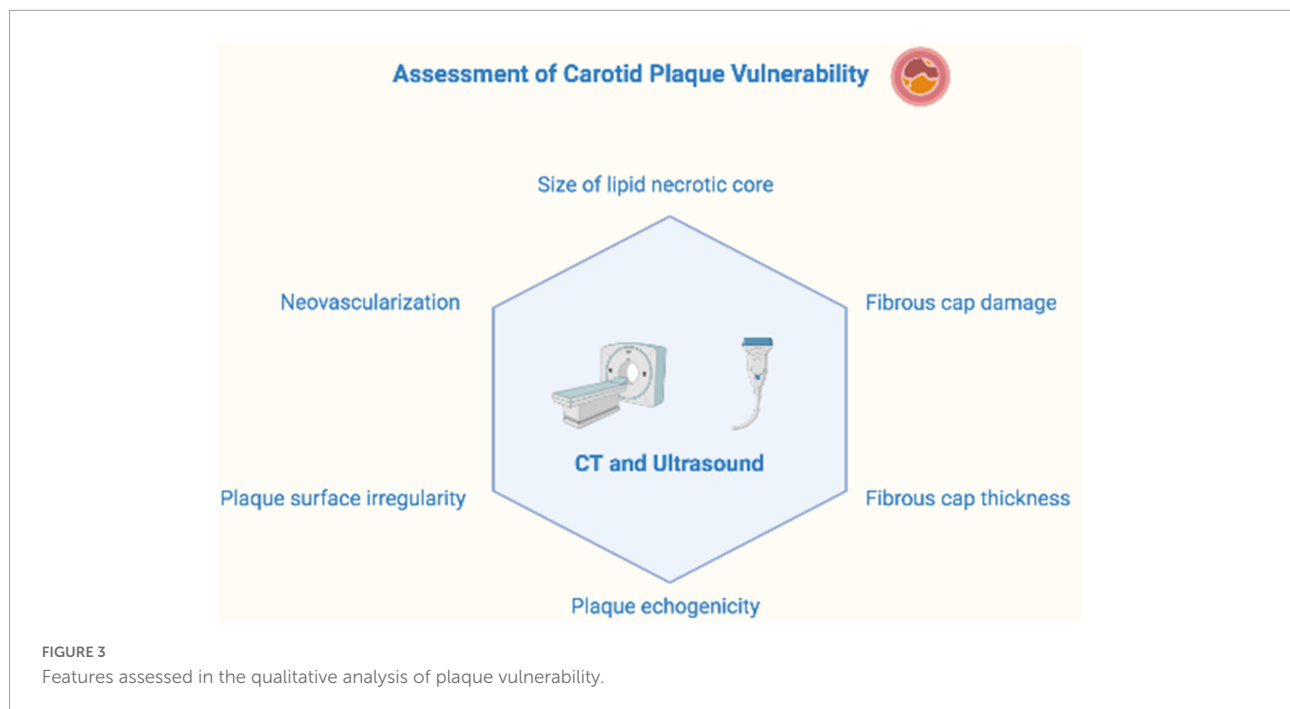 Assessment of Carotid Plaque Vulnerability
Size of lipid necrotic core
Neovascularization
Fibrous cap damage
CT and Ultrasound
Plaque surface irregularity
Fibrous cap thickness
Plaque echogenicity
FIGURE 3
Features assessed in the qualitative analysis of plaque vulnerability.